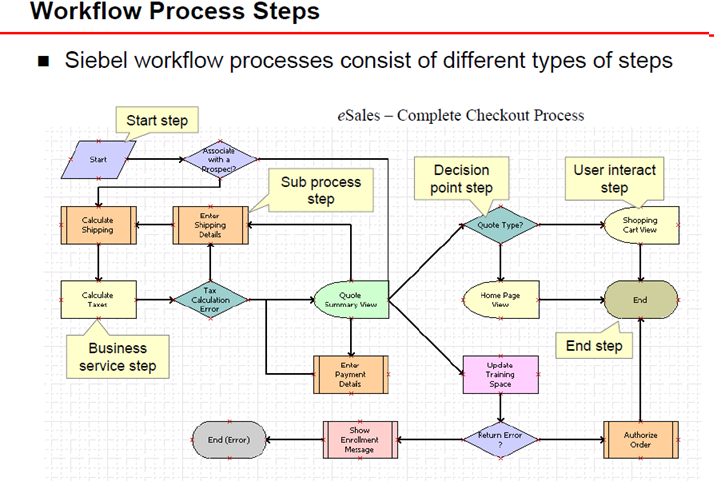 Workflow Process Steps
■ Siebel workflow processes consist of different types of steps
eSales – Complete Checkout Process
Start step
Start
Associate
with a
Prospect?
Sub process
step
Decision
point step
User interact
step
Calculate
Shipping
Enter
Shipping
Details
Quote Type?
Shopping
Cart View
Calculate
Taxes
Tax
Calculation
Error
Quote
Summary View
Home Page
View
End
Business
service step
End step
Enter
Payment
Details
Update
Training
Space
End (Error)
Show
Enrollment
Message
Return Error
?
Authorize
Order